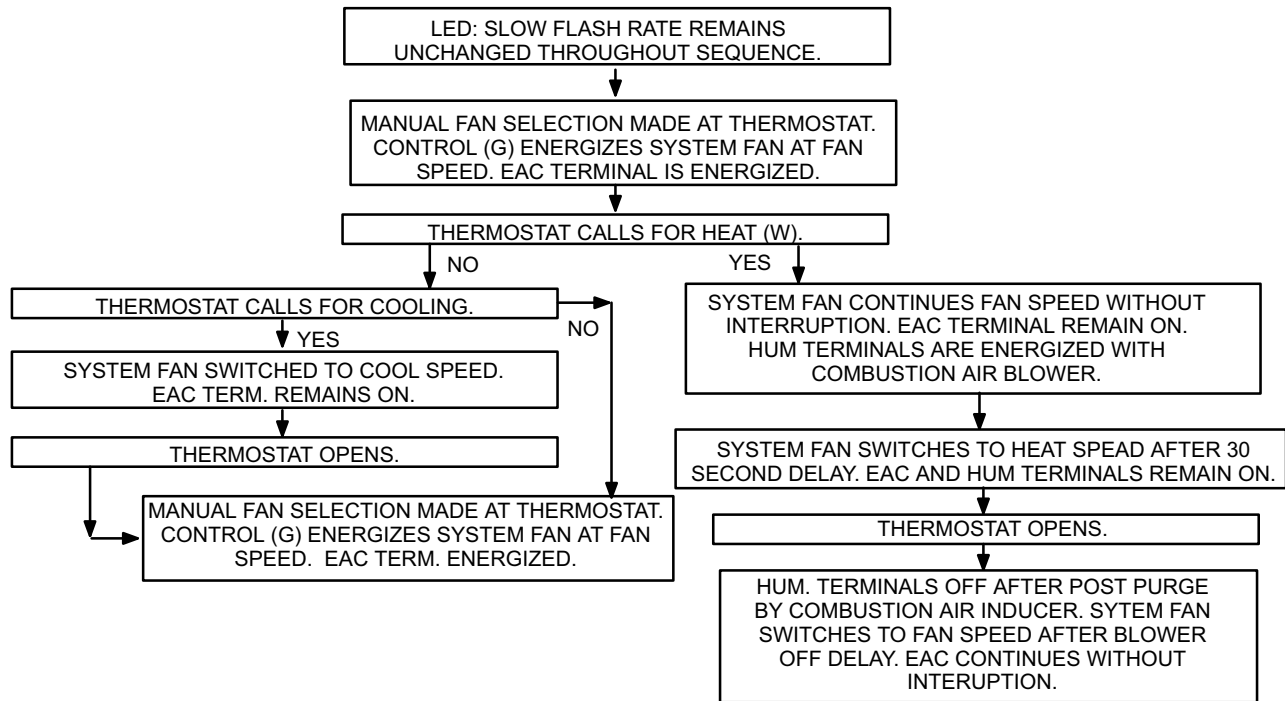 LED: SLOW FLASH RATE REMAINS
UNCHANGED THROUGHOUT SEQUENCE.
MANUAL FAN SELECTION MADE AT THERMOSTAT.
CONTROL (G) ENERGIZES SYSTEM FAN AT FAN
SPEED. EAC TERMINAL IS ENERGIZED.
THERMOSTAT CALLS FOR HEAT (W).
NO
YES
THERMOSTAT CALLS FOR COOLING.
NO
YES
SYSTEM FAN SWITCHED TO COOL SPEED.
EAC TERM. REMAINS ON.
THERMOSTAT OPENS.
MANUAL FAN SELECTION MADE AT THERMOSTAT.
CONTROL (G) ENERGIZES SYSTEM FAN AT FAN
SPEED. EAC TERM. ENERGIZED.
SYSTEM FAN CONTINUES FAN SPEED WITHOUT
INTERRUPTION. EAC TERMINAL REMAIN ON.
HUM TERMINALS ARE ENERGIZED WITH
COMBUSTION AIR BLOWER.
SYSTEM FAN SWITCHES TO HEAT SPEAD AFTER 30
SECOND DELAY. EAC AND HUM TERMINALS REMAIN ON.
THERMOSTAT OPENS.
HUM. TERMINALS OFF AFTER POST PURGE
BY COMBUSTION AIR INDUCER. SYTEM FAN
SWITCHES TO FAN SPEED AFTER BLOWER
OFF DELAY. EAC CONTINUES WITHOUT
INTERUPTION.